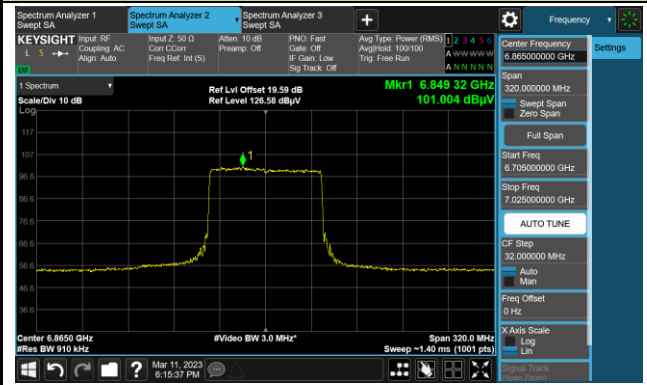 Spectrum Analyzer 1
Swept SA
Spectrum Analyzer 2
Swept SA
Spectrum Analyzer 3
Swept SA
+
Frequency
KEYSIGHT
L S
LW
Input: RF
Coupling: AC
Align: Auto
Input Z: 50 Ω
Corr CCorr
Freq Ref: Int (S)
Atten: 10 dB
Preamp: Off
PNO: Fast
Gate: Off
IF Gain: Low
Sig Track: Off
Avg Type: Power (RMS)
Avg|Hold: 100/100
Trig: Free Run
1 2 3 4 5 6
A W W W W W
A N N N N N
1 Spectrum
Scale/Div 10 dB
Log
Ref Lvl Offset 19.59 dB
Ref Level 126.58 dBµV
Mkr1 6.849 32 GHz
101.004 dBµV
117
107
96.6
86.6
76.6
66.6
56.6
46.6
36.6
1
Center 6.8650 GHz
#Res BW 910 kHz
#Video BW 3.0 MHz*
Span 320.0 MHz
Sweep ~1.40 ms (1001 pts)
Mar 11, 2023
6:15:37 PM
?
Settings
Center Frequency
6.865000000 GHz
Span
320.000000 MHz
Swept Span
Zero Span
Full Span
Start Freq
6.705000000 GHz
Stop Freq
7.025000000 GHz
AUTO TUNE
CF Step
32.000000 MHz
Auto
Man
Freq Offset
0 Hz
X Axis Scale
Log
Lin
Signal Track
(Span Zoom)